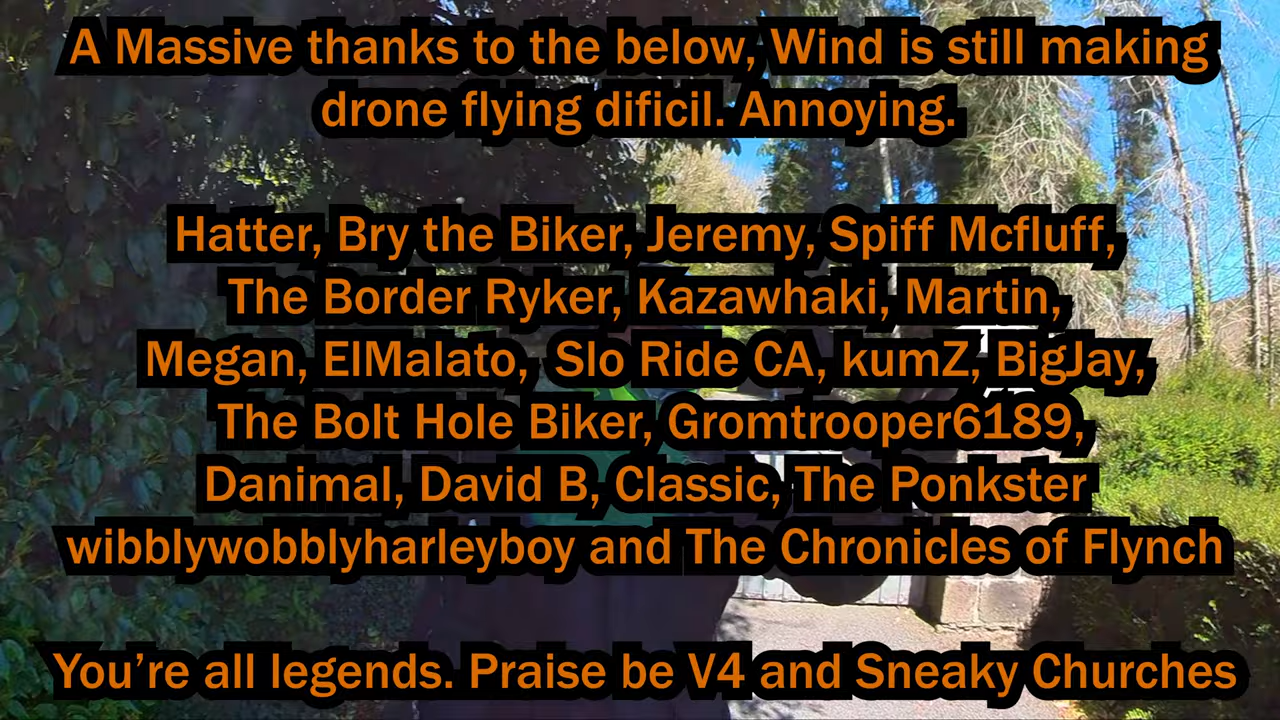 A Massive thanks to the below, Wind is still making
drone flying dificil. Annoying.
Hatter, Bry the Biker, Jeremy, Spiff Mcfluff,
The Border Ryker, Kazawhaki, Martin,
Megan, ElMalato, Slo Ride CA, kumZ, BigJay,
The Bolt Hole Biker, Gromtrooper6189,
Danimal, David B, Classic, The Ponkster
wibblywobblyharleyboy and The Chronicles of Flynch
You’re all legends. Praise be V4 and Sneaky Churches